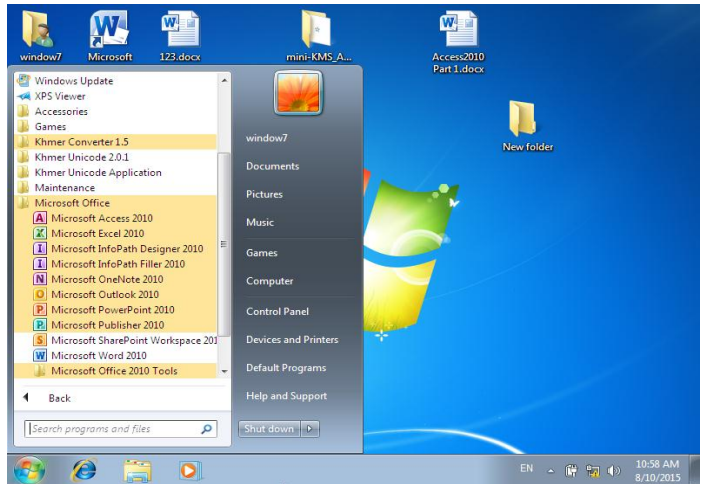 window7
Microsoft
123.docx
mini-KMS_A...
Access2010
Part 1.docx
New folder
Windows Update
XPS Viewer
Accessories
Games
Khmer Converter 1.5
Khmer Unicode 2.0.1
Khmer Unicode Application
Maintenance
Microsoft Office
Microsoft Access 2010
Microsoft Excel 2010
Microsoft InfoPath Designer 2010
Microsoft InfoPath Filler 2010
Microsoft OneNote 2010
Microsoft Outlook 2010
Microsoft PowerPoint 2010
Microsoft Publisher 2010
Microsoft SharePoint Workspace 201
Microsoft Word 2010
Microsoft Office 2010 Tools
Back
Search programs and files
window7
Documents
Pictures
Music
Games
Computer
Control Panel
Devices and Printers
Default Programs
Help and Support
Shut down
EN
10:58 AM
8/10/2015